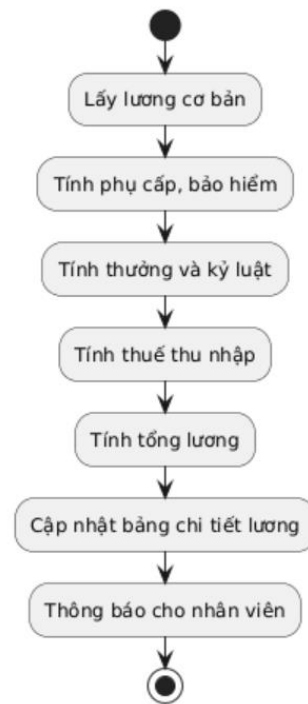 Lấy lương cơ bản
Tính phụ cấp, bảo hiểm
Tính thưởng và kỷ luật
Tính thuế thu nhập
Tính tổng lương
Cập nhật bảng chi tiết lương
Thông báo cho nhân viên